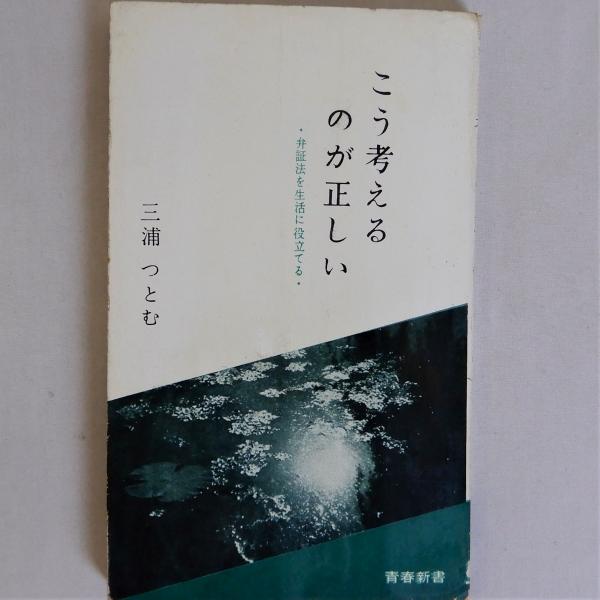 こう考える
のが正しい
・弁証法を生活に役立てる・
三浦 つとむ
青春新書